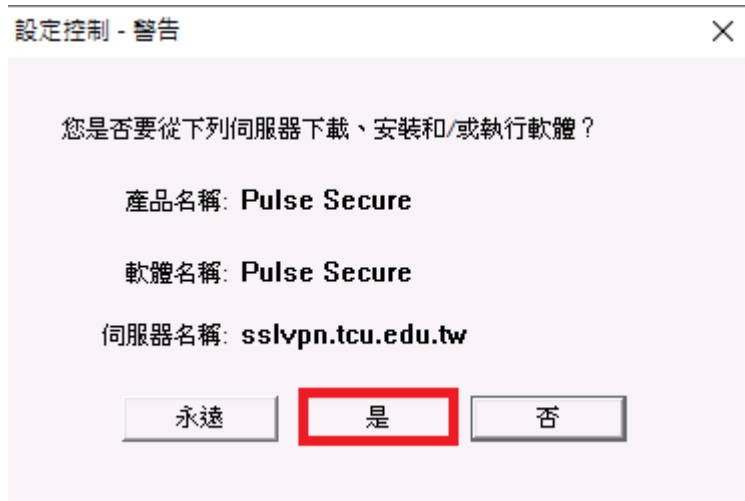 設定控制 - 警告
您是否要從下列伺服器下載、安裝和/或執行軟體？
產品名稱: Pulse Secure
軟體名稱: Pulse Secure
伺服器名稱: sslvpn.tcu.edu.tw
永遠 是 否